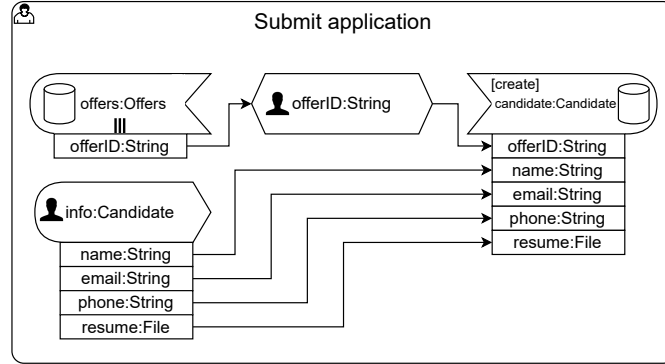 Submit application
offers:Offers
offerID:String
offerID:String
[create]
candidate:Candidate
offerID:String
name:String
email:String
phone:String
resume:File
info:Candidate
name:String
email:String
phone:String
resume:File